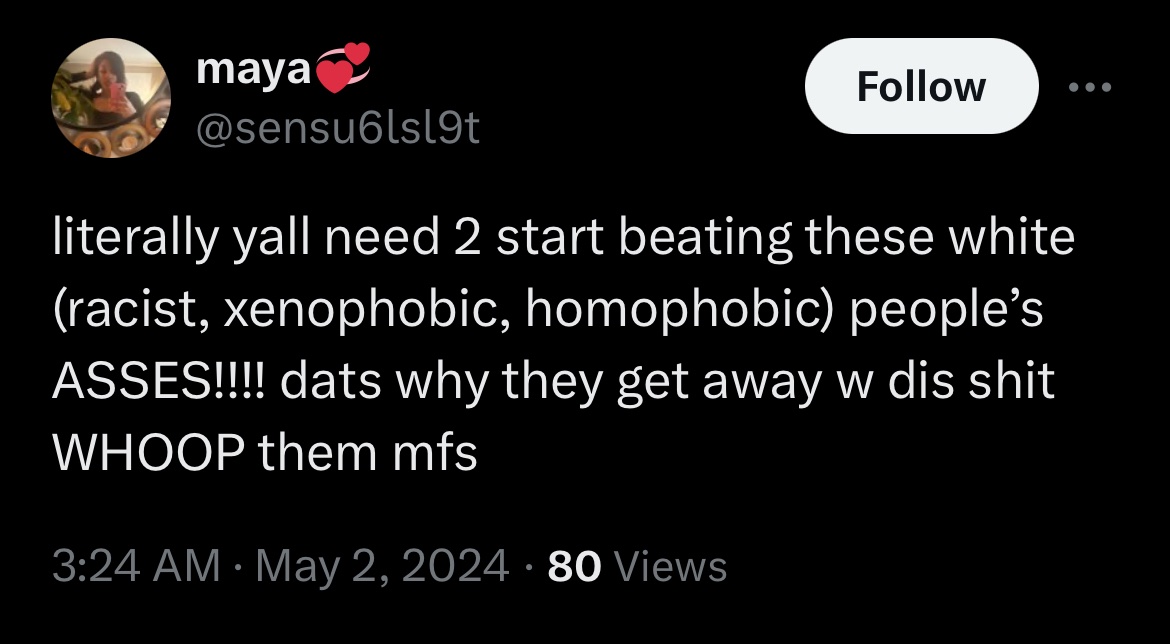 maya💞
@sensu6lsl9t
Follow
literally yall need 2 start beating these white
(racist, xenophobic, homophobic) people’s
ASSES!!!! dats why they get away w dis shit
WHOOP them mfs
3:24 AM · May 2, 2024 · 80 Views